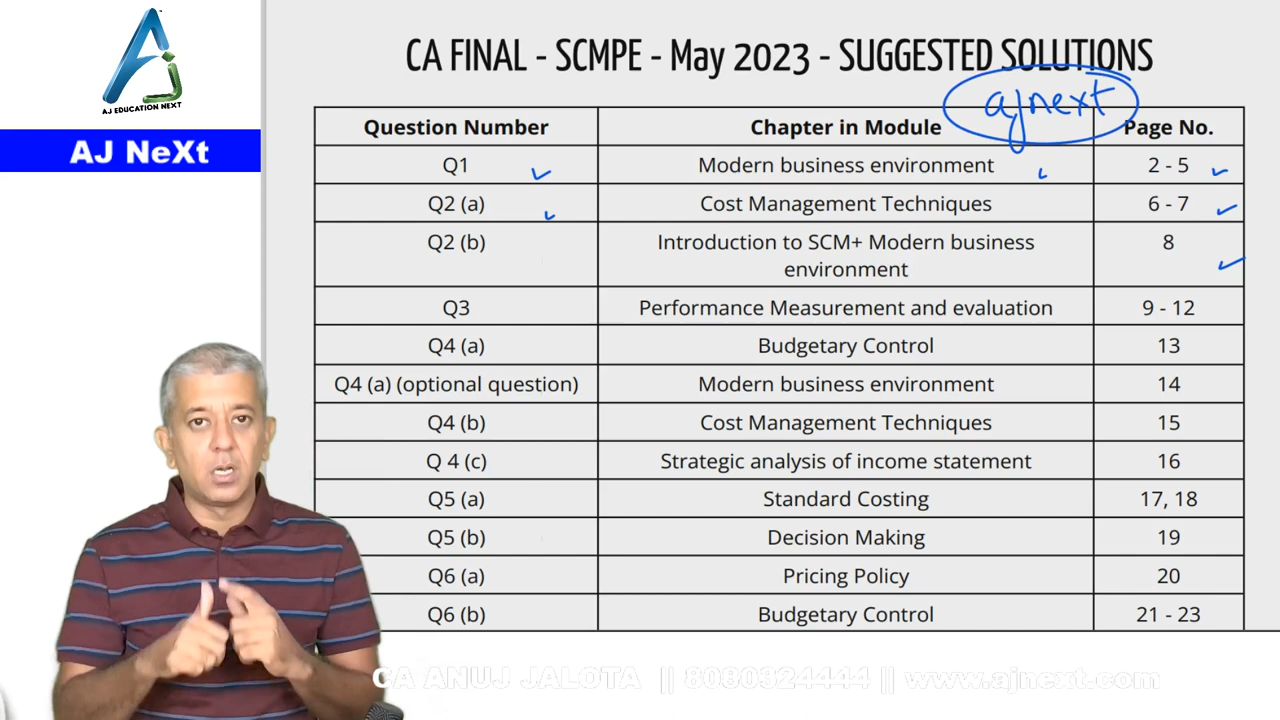 AJ EDUCATION NEXT
AJ NeXt
CA FINAL - SCMPE - May 2023 - SUGGESTED SOLUTIONS
ajnext
Question Number Chapter in Module Page No.
Q1 Modern business environment 2 - 5
Q2 (a) Cost Management Techniques 6 - 7
Q2 (b) Introduction to SCM+ Modern business 8
environment
Q3 Performance Measurement and evaluation 9 - 12
Q4 (a) Budgetary Control 13
Q4 (a) (optional question) Modern business environment 14
Q4 (b) Cost Management Techniques 15
Q 4 (c) Strategic analysis of income statement 16
Q5 (a) Standard Costing 17, 18
Q5 (b) Decision Making 19
Q6 (a) Pricing Policy 20
Q6 (b) Budgetary Control 21 - 23
CA ANUJ JALOTA || 8080924444 || www.ajnext-com